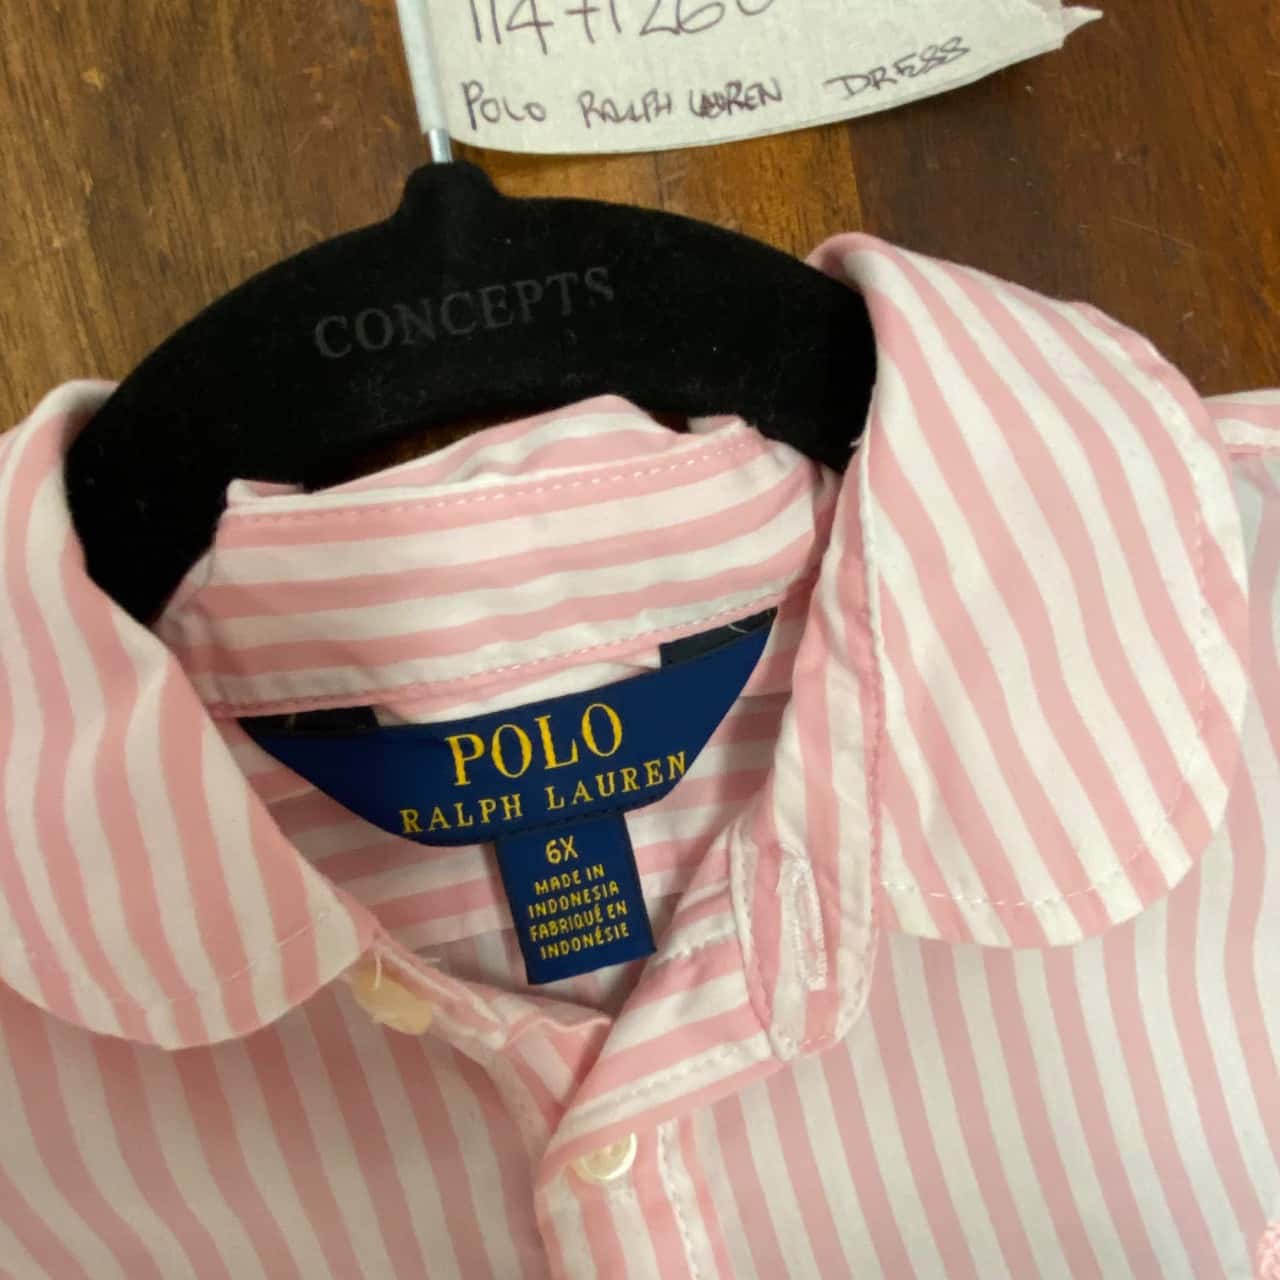 POLO RALPH LAUREN DRESS
CONCEPTS
POLO
RALPH LAUREN
6X
MADE IN
INDONESIA
FABRIQUÉ EN
INDONÉSIE